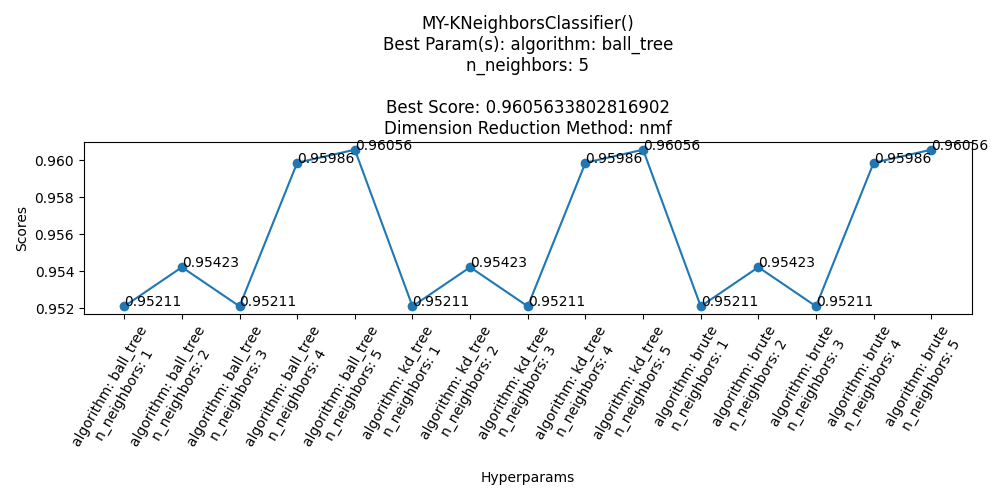 MY-KNeighborsClassifier()
Best Param(s): algorithm: ball_tree
n_neighbors: 5
Best Score: 0.9605633802816902
Dimension Reduction Method: nmf
Scores
0.960
0.958
0.956
0.954
0.952
0.95211
0.95423
0.95211
0.95986
0.96056
0.95211
0.95423
0.95211
0.95986
0.96056
0.95211
0.95423
0.95211
0.95986
0.96056
algorithm: ball_tree
n_neighbors: 1
algorithm: ball_tree
n_neighbors: 2
algorithm: ball_tree
n_neighbors: 3
algorithm: ball_tree
n_neighbors: 4
algorithm: ball_tree
n_neighbors: 5
algorithm: kd_tree
n_neighbors: 1
algorithm: kd_tree
n_neighbors: 2
algorithm: kd_tree
n_neighbors: 3
algorithm: kd_tree
n_neighbors: 4
algorithm: kd_tree
n_neighbors: 5
algorithm: brute
n_neighbors: 1
algorithm: brute
n_neighbors: 2
algorithm: brute
n_neighbors: 3
algorithm: brute
n_neighbors: 4
algorithm: brute
n_neighbors: 5
Hyperparams